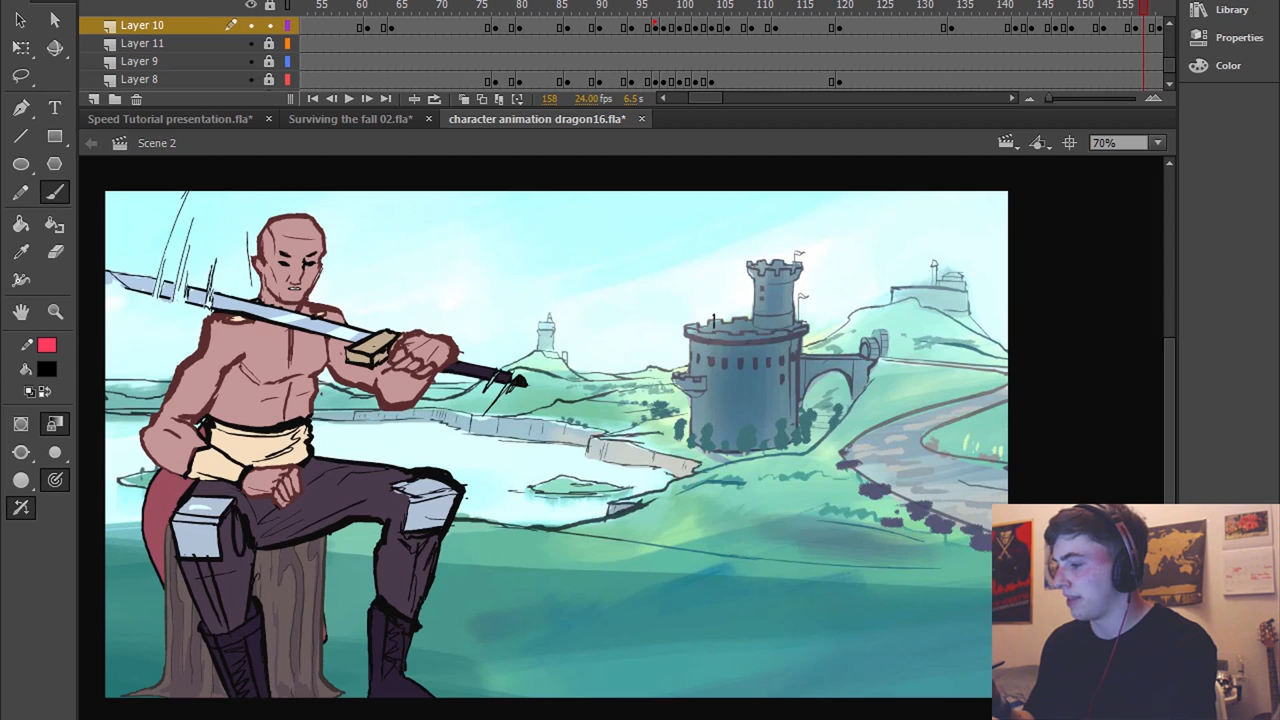 55 60 65 70 75 80 85 90 95 100 105 110 115 120 125 130 135 140 145 150 155
Layer 10
Layer 11
Layer 9
Layer 8
158 24.00 fps 6.5 s
Speed Tutorial presentation.fla* × Surviving the fall 02.fla* × character animation dragon16.fla* ×
Scene 2
70%
T
Library
Properties
Color